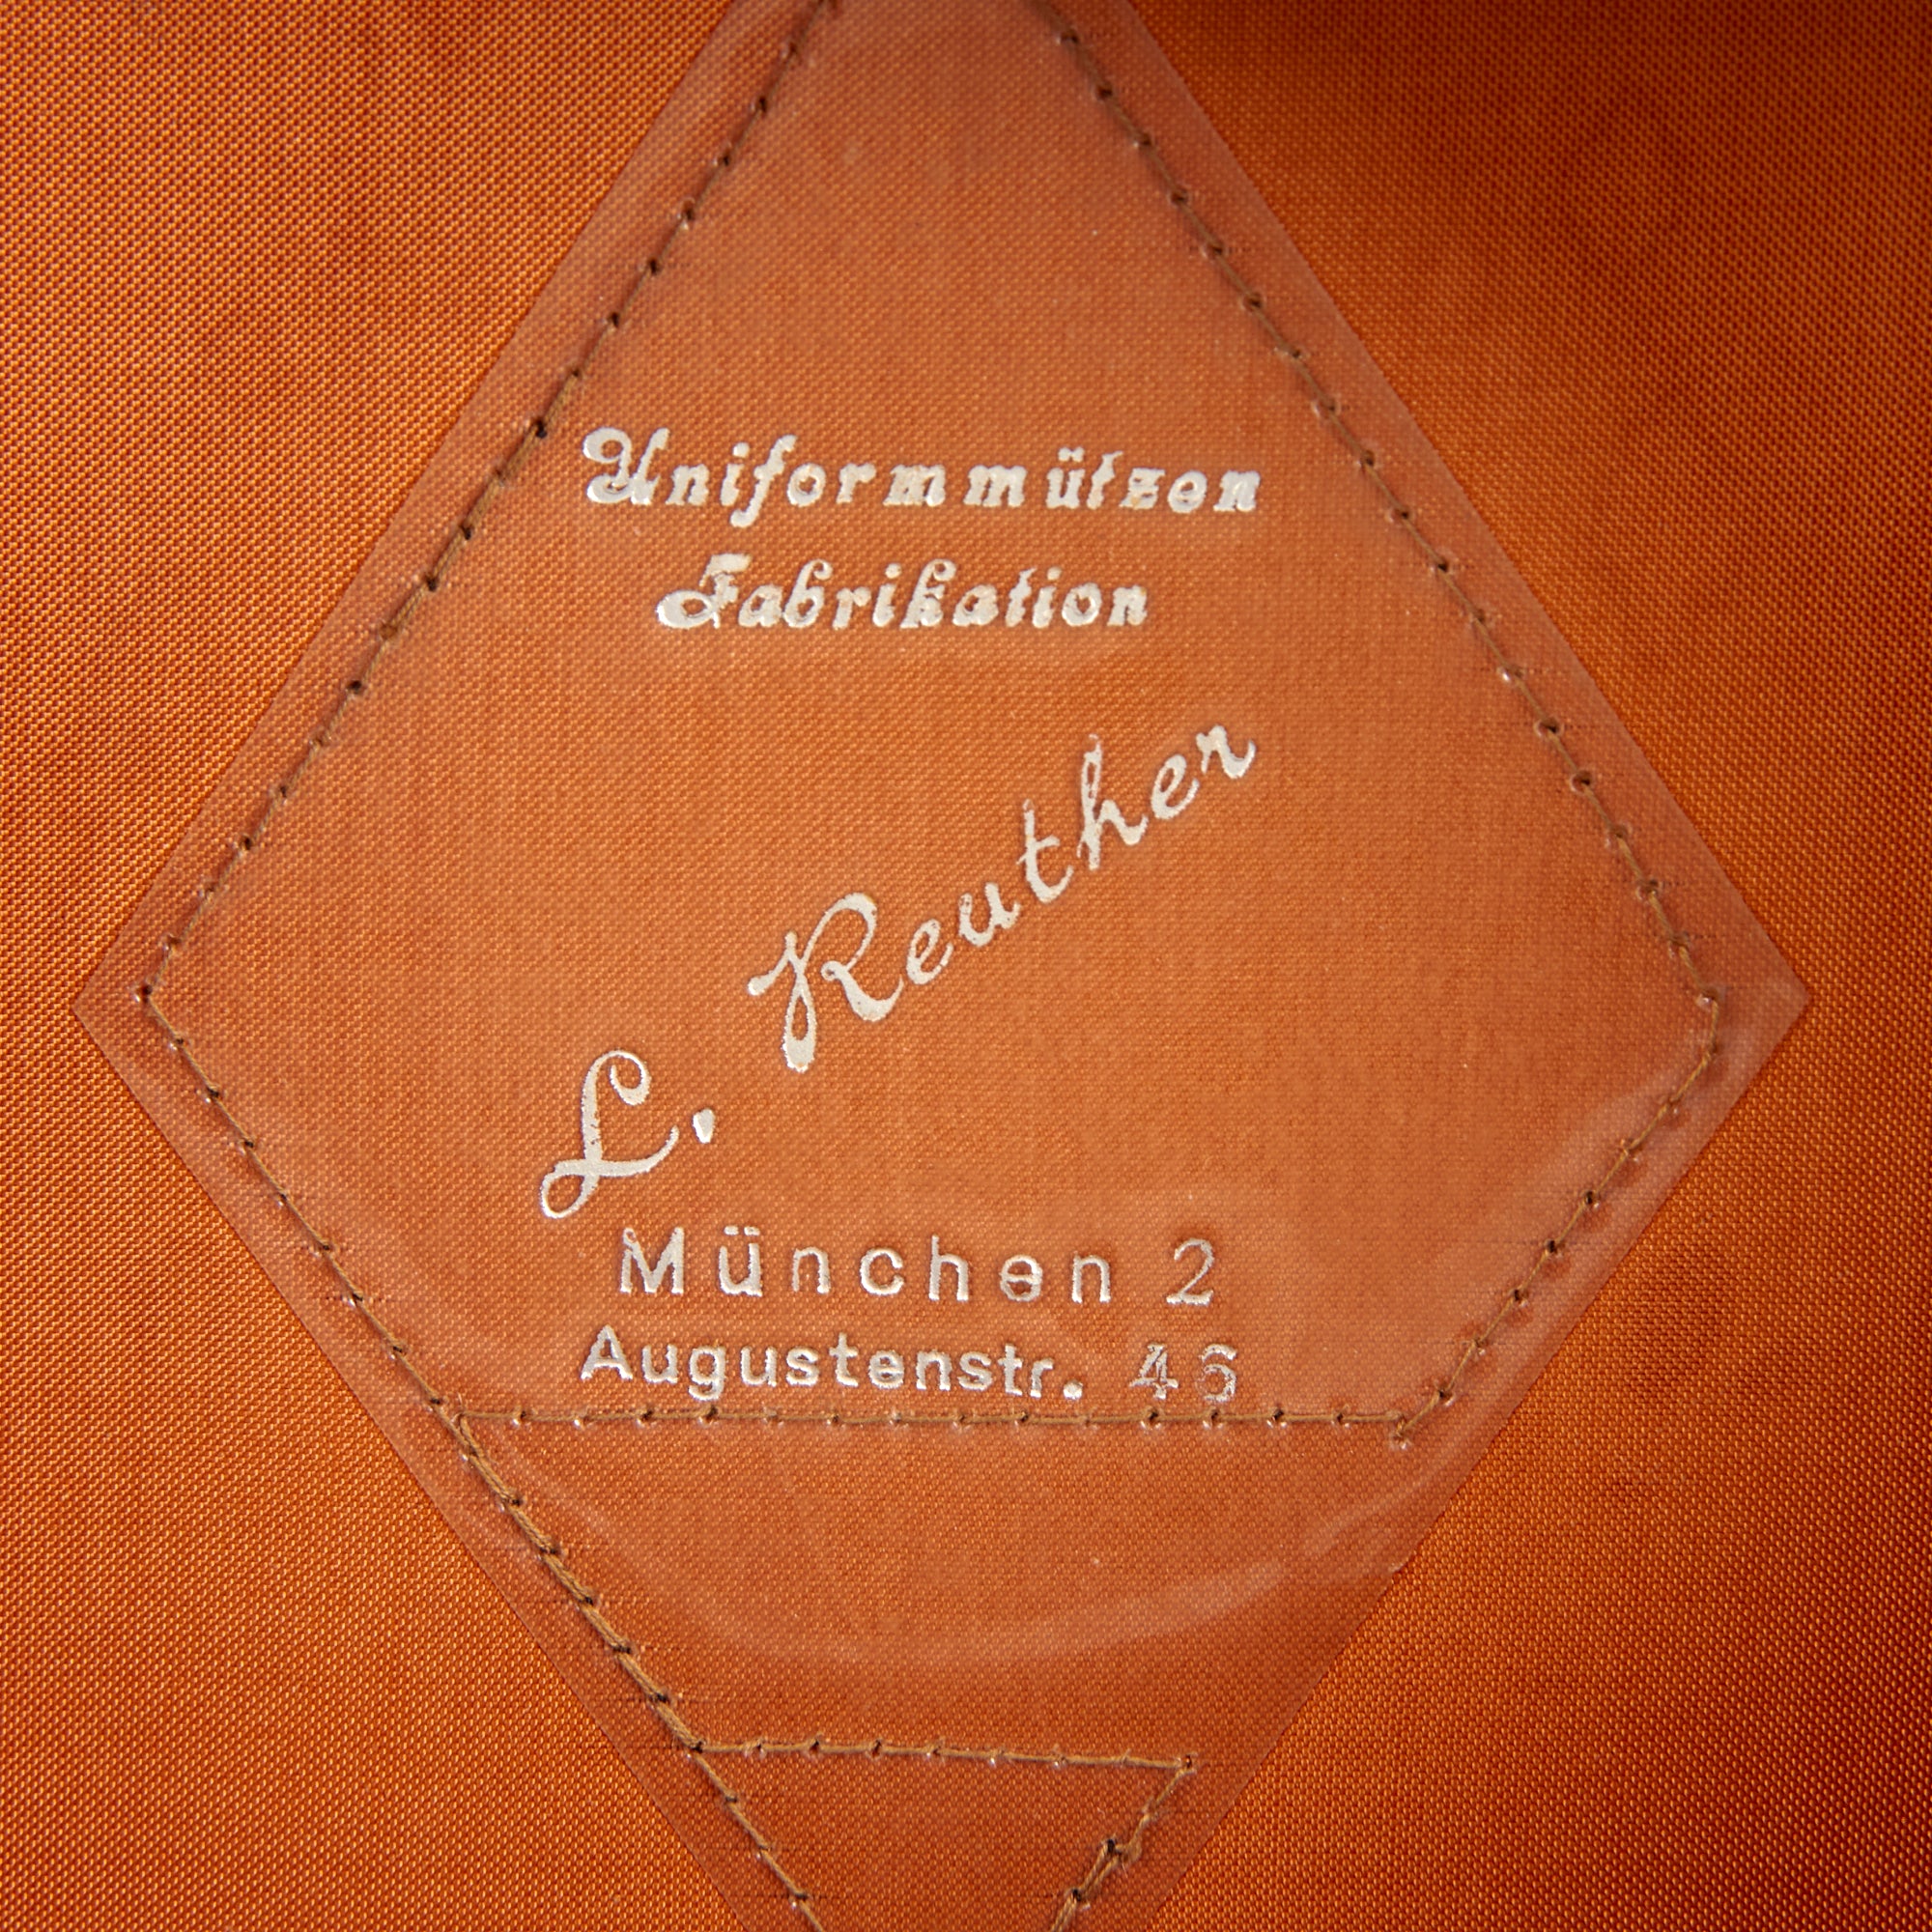 Uniformmützen
Fabrikation
L. Reuther
München 2
Augustenstr. 46